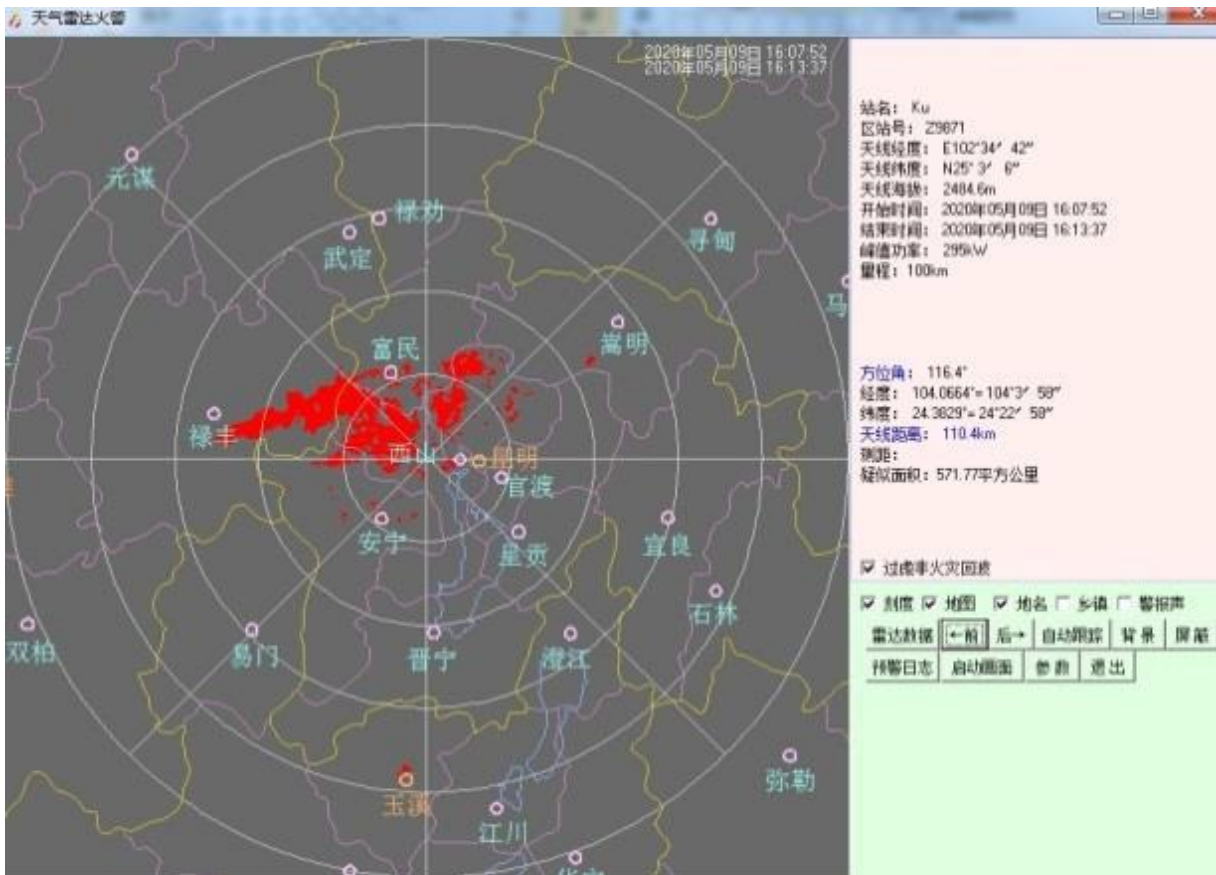 天气雷达火警
2020年05月09日 16:07:52
2020年05月09日 16:13:37
元谋
禄劝
武定
寻甸
马
嵩明
富民
禄丰
西山
昆明
官渡
安宁
呈贡
宜良
石林
双柏
易门
晋宁
澄江
玉溪
江川
弥勒
站名: Ku
区站号: Z9871
天线经度: E102°34′ 42″
天线纬度: N25° 3′ 6″
天线海拔: 2484.6m
开始时间: 2020年05月09日 16:07:52
结束时间: 2020年05月09日 16:13:37
峰值功率: 295kW
量程: 100km
方位角: 116.4°
经度: 104.0664°= 104°3′ 58″
纬度: 24.3829°= 24°22′ 58″
天线距离: 110.4km
测距:
疑似面积: 571.77平方公里
过虑非火灾回波
刻度 地图 地名 乡镇 警报声
雷达数据 ←前 后→ 自动跟踪 背景 屏蔽
预警日志 启动画面 参数 退出